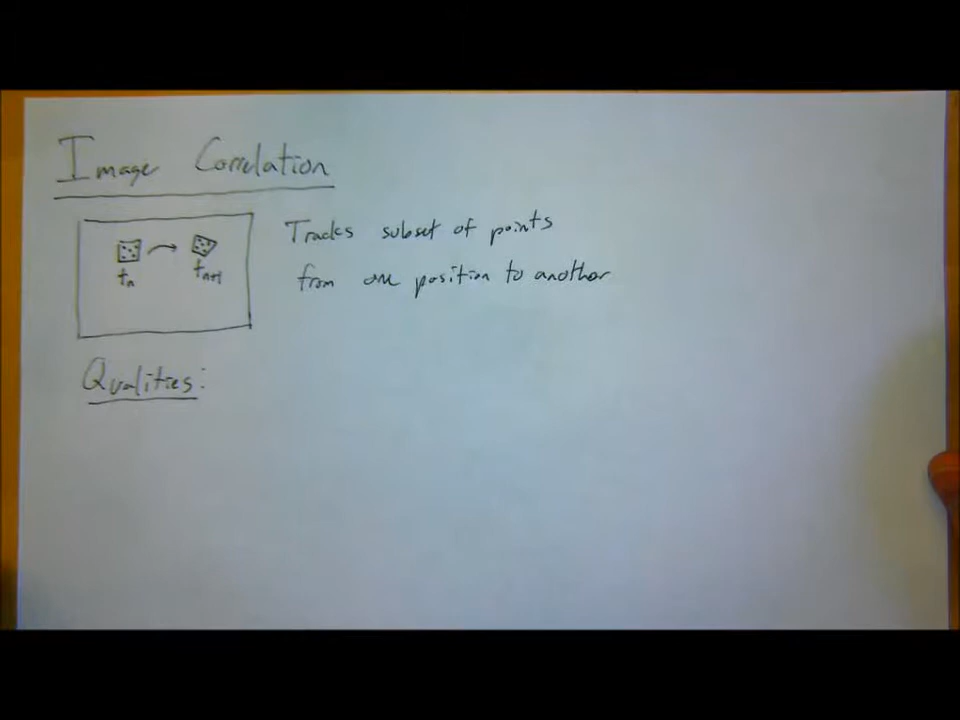 Image Correlation
Tracks subset of points
from one position to another
tn
tn+1
Qualities: